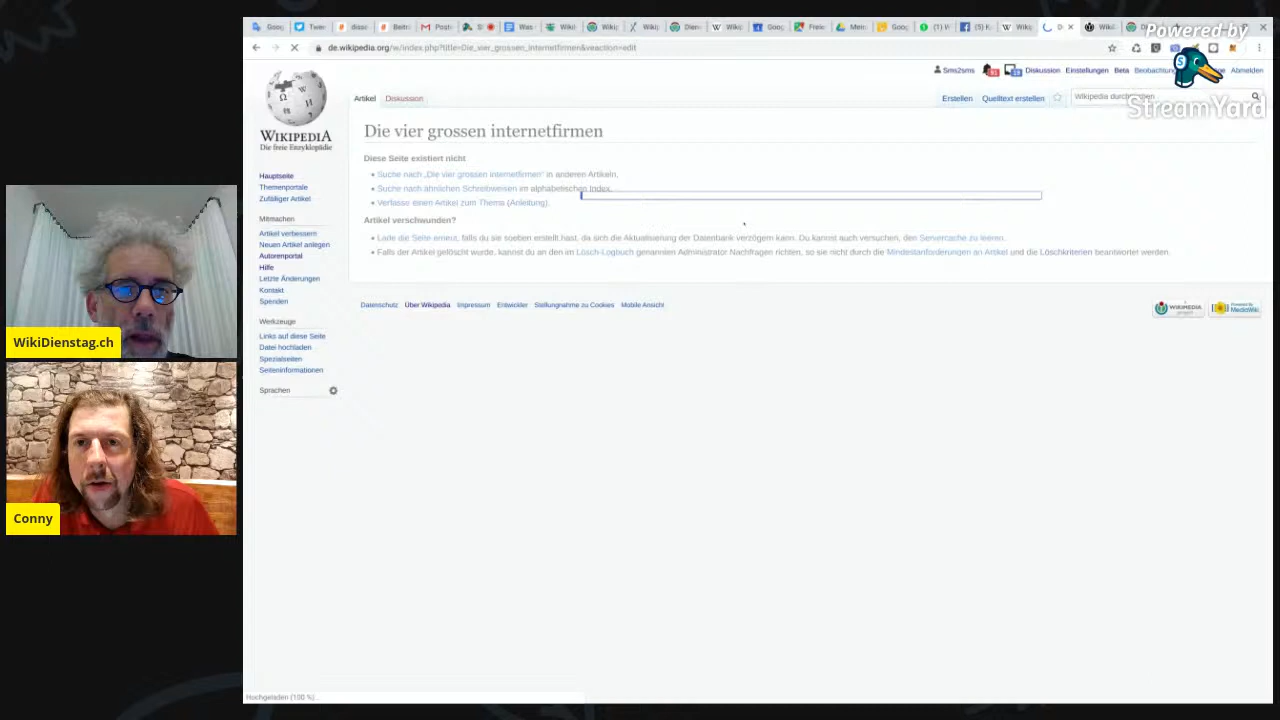 Powered by
StreamYard
de.wikipedia.org/w/index.php?title=Die_vier_grossen_internetfirmen&veaction=edit
Sms2sms
Diskussion
Einstellungen
Beta
Abmelden
Artikel
Diskussion
Erstellen
Quelltext erstellen
WIKIPEDIA
Die freie Enzyklopädie
Die vier grossen internetfirmen
Diese Seite existiert nicht
Suche nach „Die vier grossen internetfirmen“ in anderen Artikeln.
Suche nach ähnlichen Schreibweisen im alphabetischen Index.
Verfasse einen Artikel zum Thema (Anleitung).
Artikel verschwunden?
Lade die Seite erneut, falls du sie soeben erstellt hast, da sich die Aktualisierung der Datenbank verzögern kann. Du kannst auch versuchen, den Servercache zu leeren.
Falls der Artikel gelöscht wurde, kannst du an den im Lösch-Logbuch genannten Administrator Nachfragen richten, so sie nicht durch die Mindestanforderungen an Artikel und die Löschkriterien beantwortet werden.
Hauptseite
Themenportale
Zufälliger Artikel
Mitmachen
Artikel verbessern
Neuen Artikel anlegen
Autorenportal
Hilfe
Letzte Änderungen
Kontakt
Spenden
Werkzeuge
Links auf diese Seite
Datei hochladen
Spezialseiten
Seiteninformationen
Sprachen
Datenschutz
Über Wikipedia
Impressum
Entwickler
Stellungnahme zu Cookies
Mobile Ansicht
WIKIMEDIA project
Powered by MediaWiki
WikiDienstag.ch
Conny
Hochgeladen (100 %)...